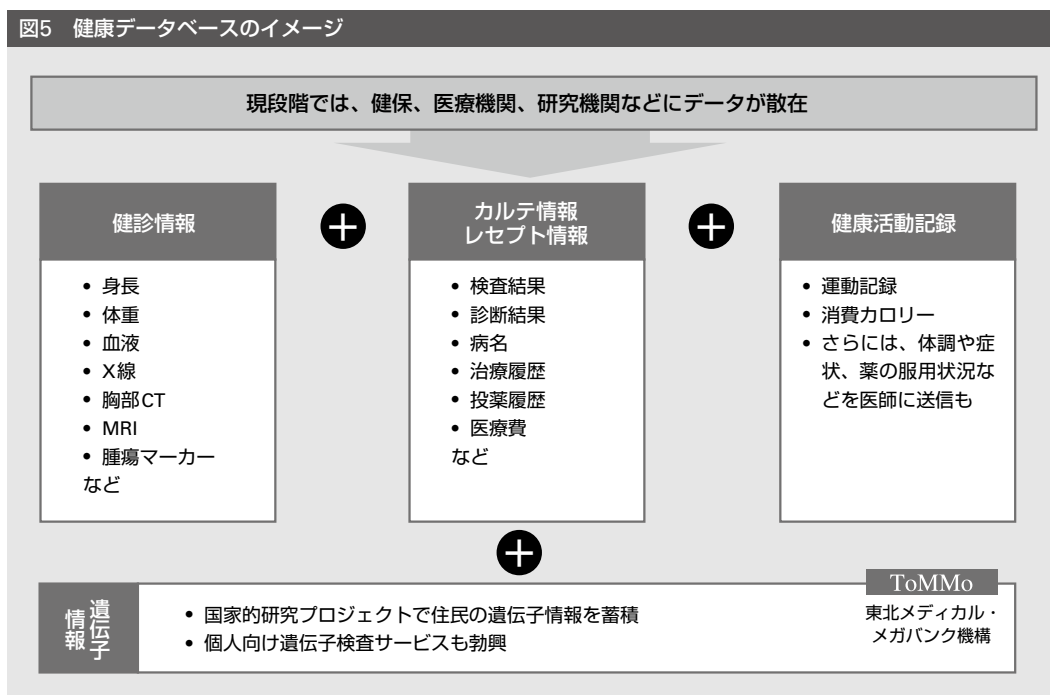 図5　健康データベースのイメージ
現段階では、健保、医療機関、研究機関などにデータが散在
健診情報
• 身長
• 体重
• 血液
• X線
• 胸部CT
• MRI
• 腫瘍マーカー
など
カルテ情報
レセプト情報
• 検査結果
• 診断結果
• 病名
• 治療履歴
• 投薬履歴
• 医療費
など
健康活動記録
• 運動記録
• 消費カロリー
• さらには、体調や症
状、薬の服用状況な
どを医師に送信も
遺伝子
情報
• 国家的研究プロジェクトで住民の遺伝子情報を蓄積
• 個人向け遺伝子検査サービスも勃興
ToMMo
東北メディカル・
メガバンク機構